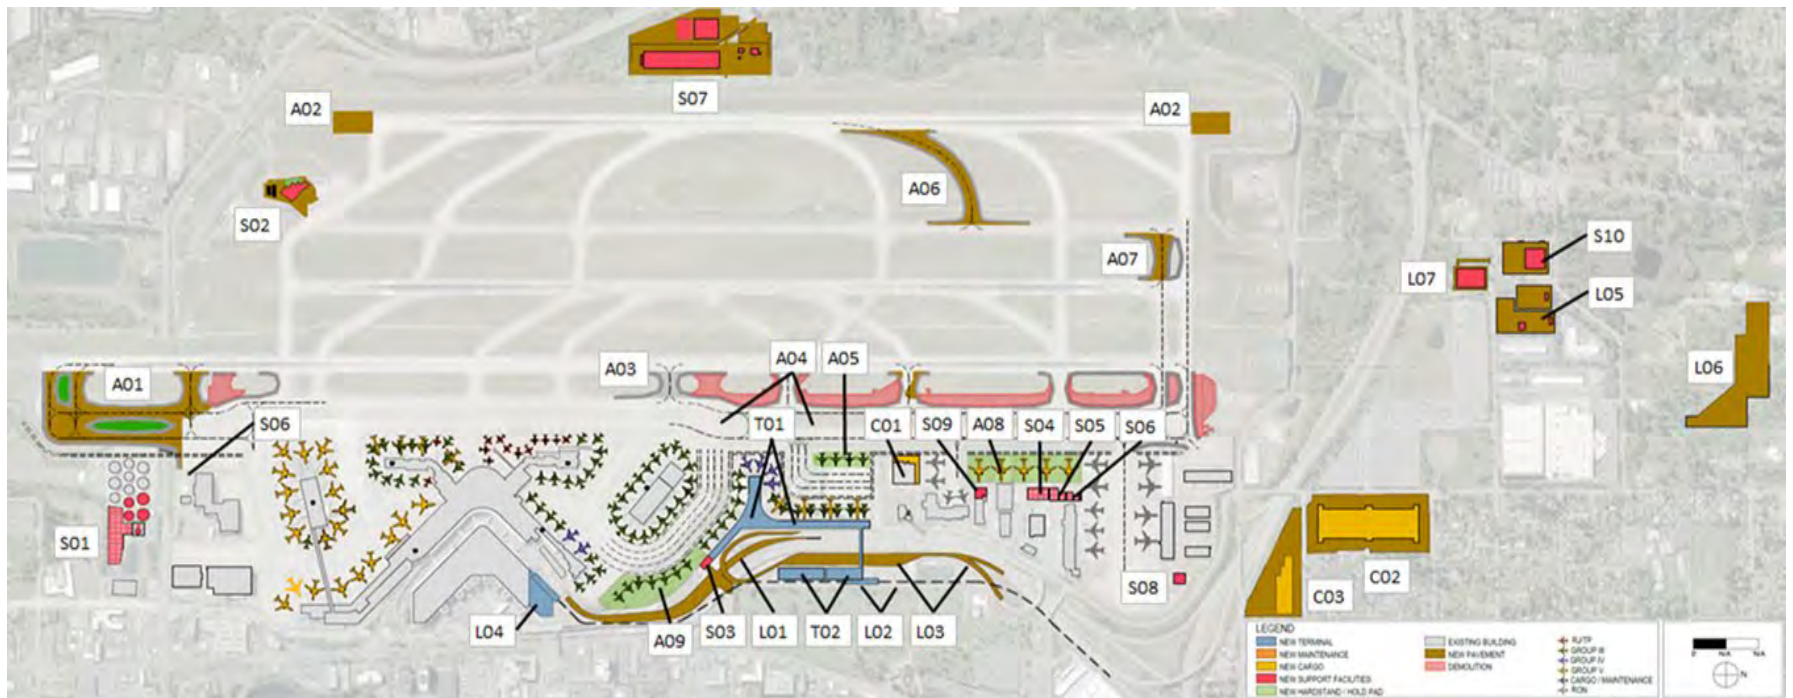 S07
A02
A02
A06
S02
A07
S10
L07
L05
A01
A03
A04
A05
L06
S06
T01
C01
S09
A08
S04
S05
S06
S01
S08
C02
C03
L04
A09
S03
L01
T02
L02
L03
LEGEND
NEW TERMINAL
NEW MAINTENANCE
NEW CARGO
NEW SUPPORT FACILITIES
NEW HARDSTAND / HOLD PAD
EXISTING BUILDING
NEW PAVEMENT
DEMOLITION
RJ/TP
GROUP III
GROUP IV
GROUP V
CARGO / MAINTENANCE
RON
0 N/A N/A
N